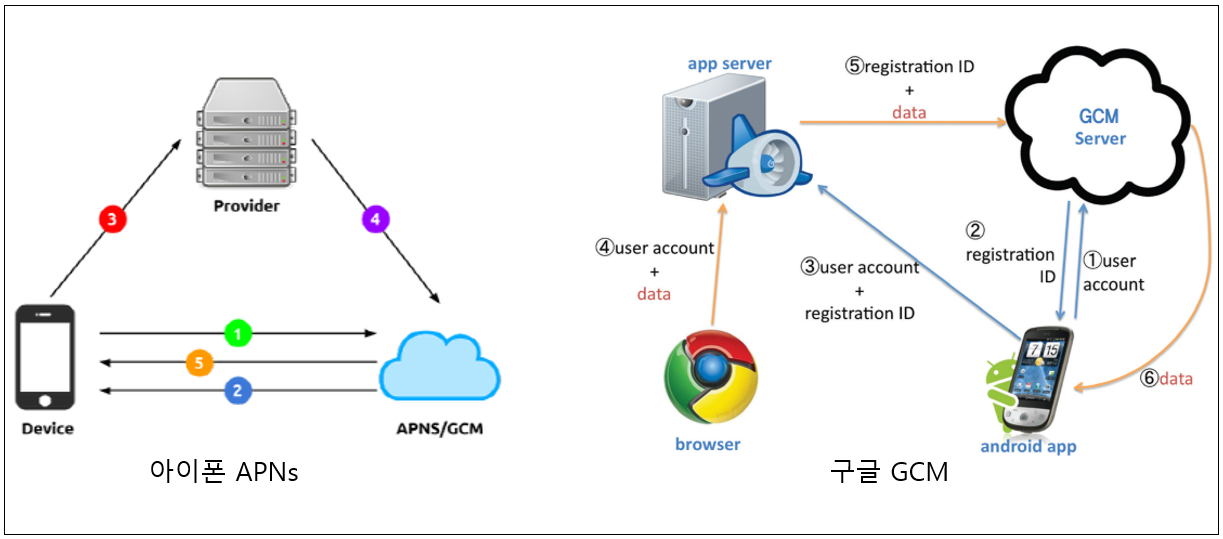 3
Provider
4
1
5
2
Device
APNS/GCM
아이폰 APNs
app server
⑤registration ID
+
data
GCM
Server
④user account
+
data
③user account
+
registration ID
②
registration
ID
①user
account
7 15
⑥data
browser
android app
구글 GCM